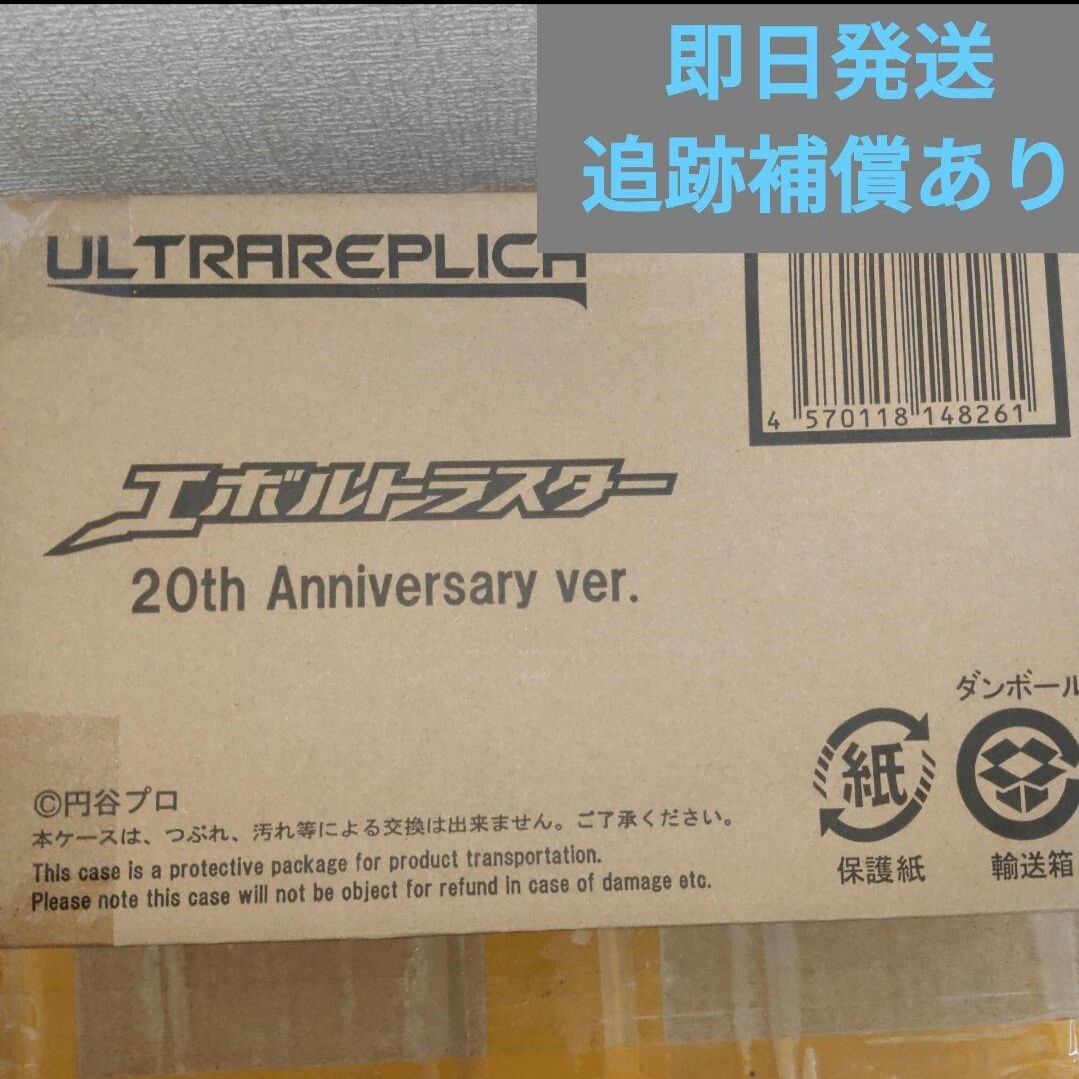 即日発送
追跡補償あり
ULTRAREPLICA
4 570118 148261
エボルトラスター
20th Anniversary ver.
ダンボール
紙
©円谷プロ
本ケースは、つぶれ、汚れ等による交換は出来ません。ご了承ください。
This case is a protective package for product transportation.
Please note this case will not be object for refund in case of damage etc.
保護紙
輸送箱